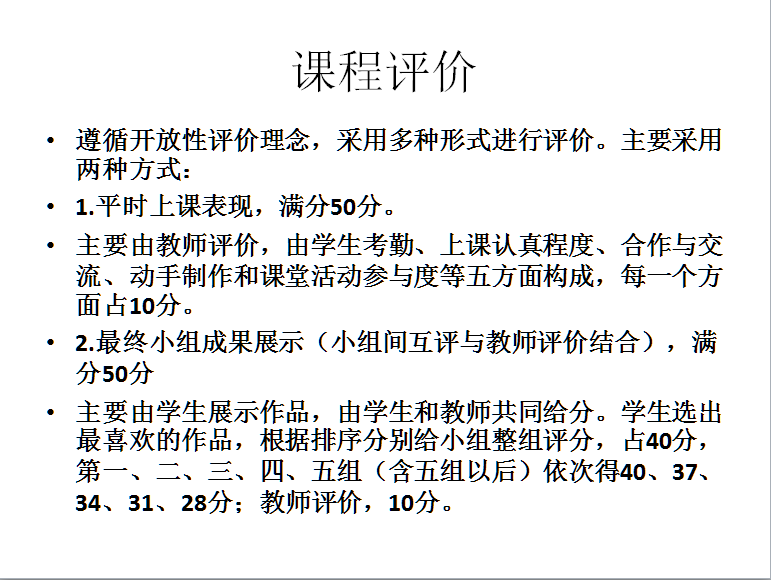 课程评价
• 遵循开放性评价理念，采用多种形式进行评价。主要采用
两种方式：
• 1.平时上课表现，满分50分。
• 主要由教师评价，由学生考勤、上课认真程度、合作与交
流、动手制作和课堂活动参与度等五方面构成，每一个方
面占10分。
• 2.最终小组成果展示（小组间互评与教师评价结合），满
分50分
• 主要由学生展示作品，由学生和教师共同给分。学生选出
最喜欢的作品，根据排序分别给小组整组评分，占40分，
第一、二、三、四、五组（含五组以后）依次得40、37、
34、31、28分；教师评价，10分。